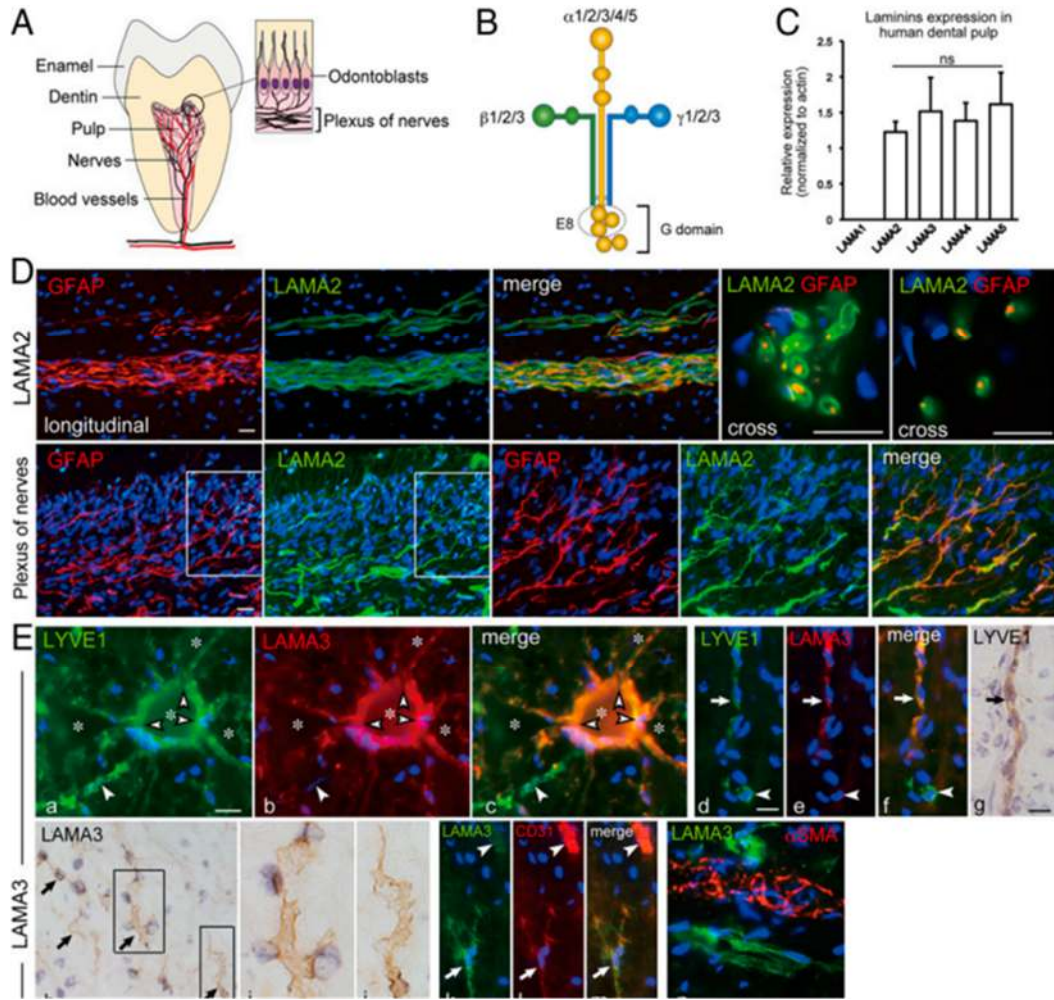 A
Enamel
Dentin
Pulp
Nerves
Blood vessels
Odontoblasts
Plexus of nerves
B
α1/2/3/4/5
β1/2/3
γ1/2/3
E8
G domain
C
Laminins expression in
human dental pulp
Relative expression
(normalized to actin)
2.5
2
1.5
1
0.5
0
ns
LAMA1
LAMA2
LAMA3
LAMA4
LAMA5
D
LAMA2
GFAP
longitudinal
LAMA2
merge
LAMA2 GFAP
cross
LAMA2 GFAP
cross
Plexus of nerves
GFAP
LAMA2
GFAP
LAMA2
merge
E
LAMA3
LYVE1
a
LAMA3
b
merge
c
LYVE1
d
LAMA3
e
merge
f
LYVE1
g
LAMA3
LAMA3
CD31
merge
LAMA3
αSMA